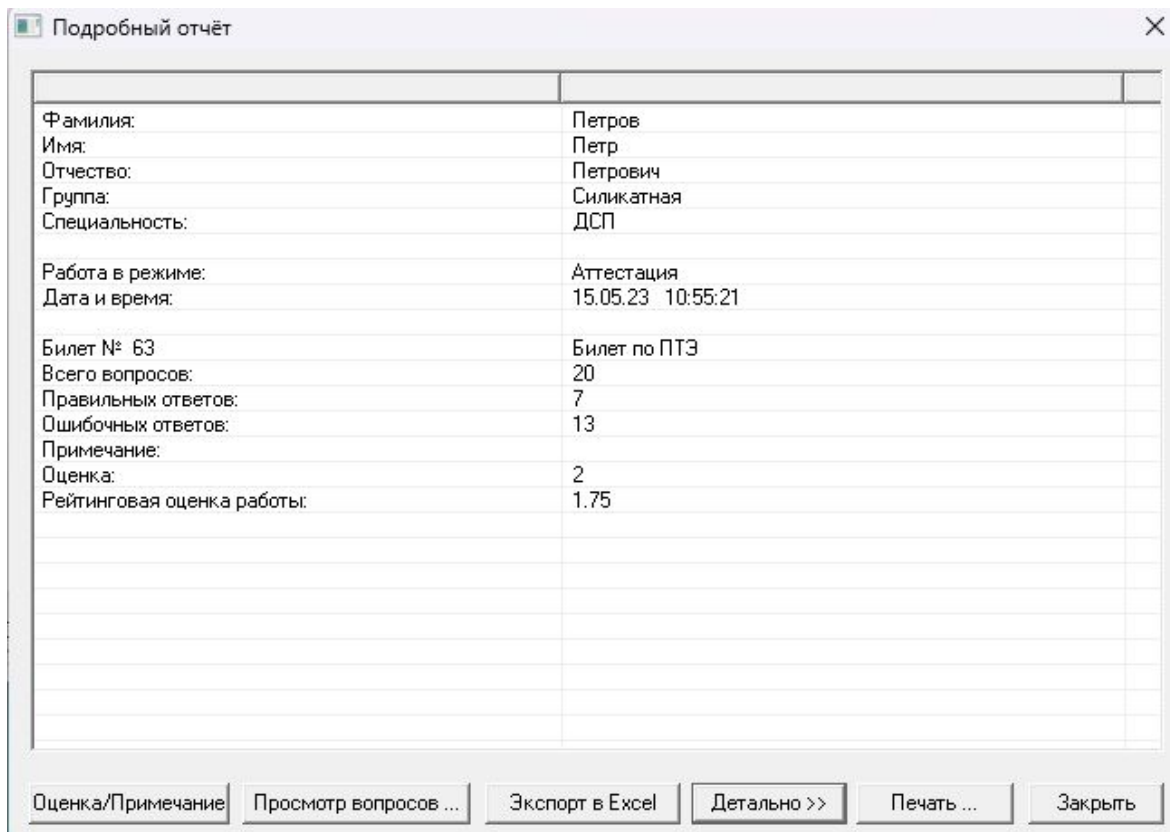 Подробный отчёт
Фамилия: Петров
Имя: Петр
Отчество: Петрович
Группа: Силикатная
Специальность: ДСП
Работа в режиме: Аттестация
Дата и время: 15.05.23 10:55:21
Билет № 63 Билет по ПТЭ
Всего вопросов: 20
Правильных ответов: 7
Ошибочных ответов: 13
Примечание:
Оценка: 2
Рейтинговая оценка работы: 1.75
Оценка/Примечание Просмотр вопросов ... Экспорт в Excel Детально >> Печать ... Закрыть